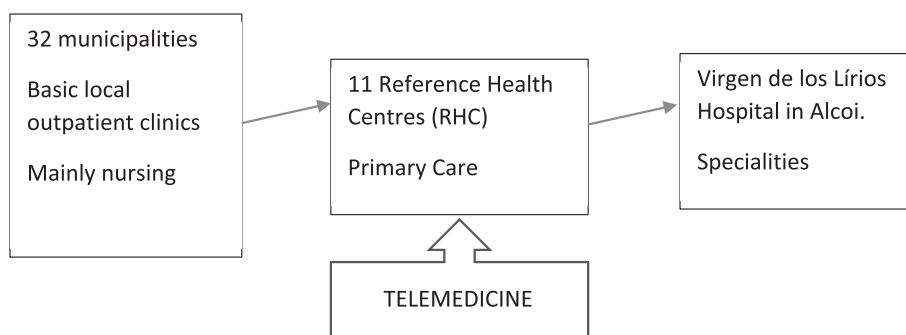 32 municipalities
Basic local
outpatient clinics
Mainly nursing
11 Reference Health
Centres (RHC)
Primary Care
Virgen de los Lírios
Hospital in Alcoi.
Specialities
TELEMEDICINE